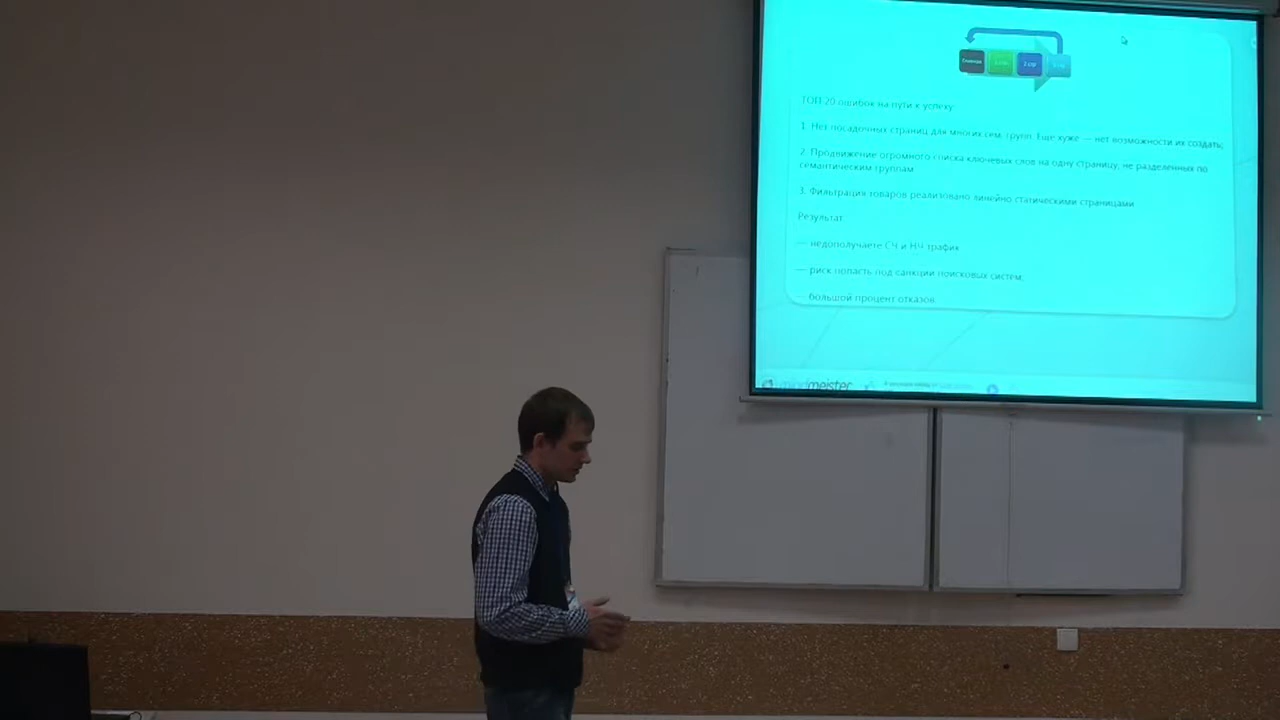 ТОП 20 ошибок на пути к успеху:
1. Нет посадочных страниц для многих сем. групп. Еще хуже — нет возможности их создать;
2. Продвижение огромного списка ключевых слов на одну страницу, не разделенных по
семантическим группам
3. Фильтрация товаров реализовано линейно статическими страницами
Результат
— недополучаете СЧ и НЧ трафик
— риск попасть под санкции поисковых систем;
— большой процент отказов.
mindmeister